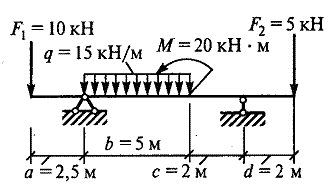 F₁ = 10 кН
F₂ = 5 кН
q = 15 кН/м
M = 20 кН · м
b = 5 м
a = 2,5 м
c = 2 м
d = 2 м